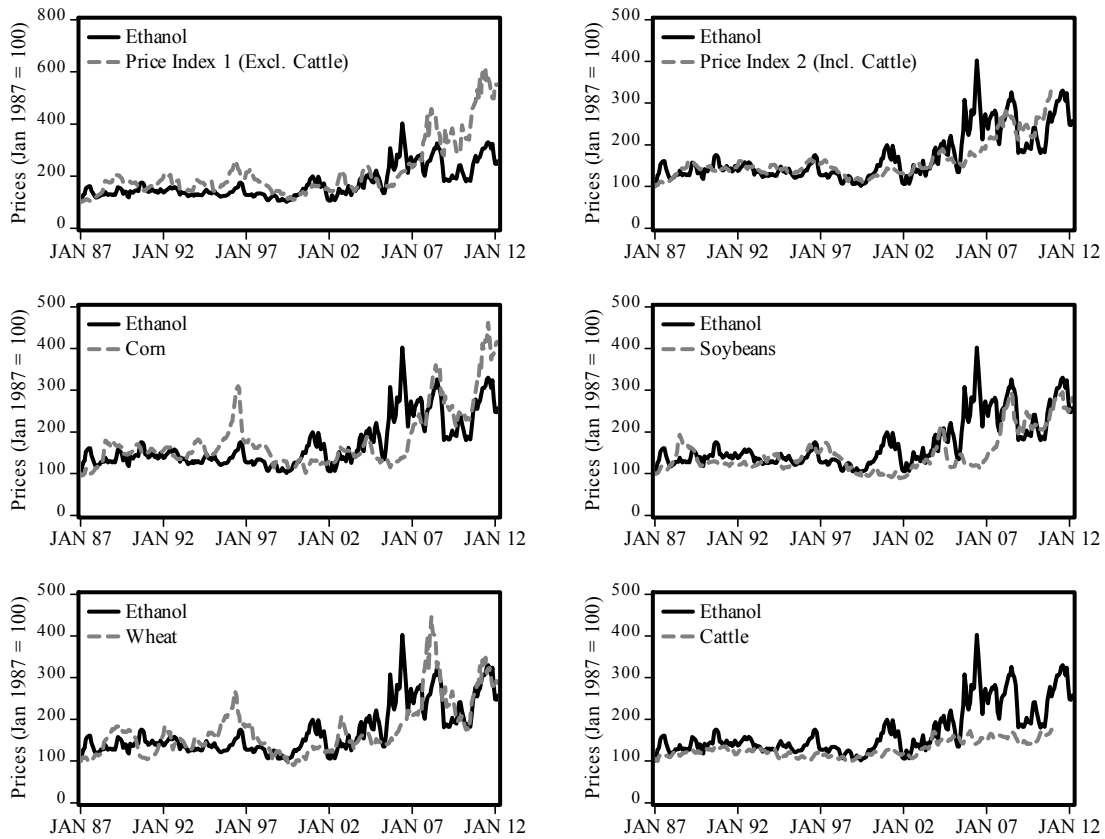 Prices (Jan 1987 = 100)
800
600
400
200
0
Ethanol
Price Index 1 (Excl. Cattle)
JAN 87 JAN 92 JAN 97 JAN 02 JAN 07 JAN 12
Prices (Jan 1987 = 100)
500
400
300
200
100
0
Ethanol
Price Index 2 (Incl. Cattle)
JAN 87 JAN 92 JAN 97 JAN 02 JAN 07 JAN 12
Prices (Jan 1987 = 100)
500
400
300
200
100
0
Ethanol
Corn
JAN 87 JAN 92 JAN 97 JAN 02 JAN 07 JAN 12
Prices (Jan 1987 = 100)
500
400
300
200
100
0
Ethanol
Soybeans
JAN 87 JAN 92 JAN 97 JAN 02 JAN 07 JAN 12
Prices (Jan 1987 = 100)
500
400
300
200
100
0
Ethanol
Wheat
JAN 87 JAN 92 JAN 97 JAN 02 JAN 07 JAN 12
Prices (Jan 1987 = 100)
500
400
300
200
100
0
Ethanol
Cattle
JAN 87 JAN 92 JAN 97 JAN 02 JAN 07 JAN 12